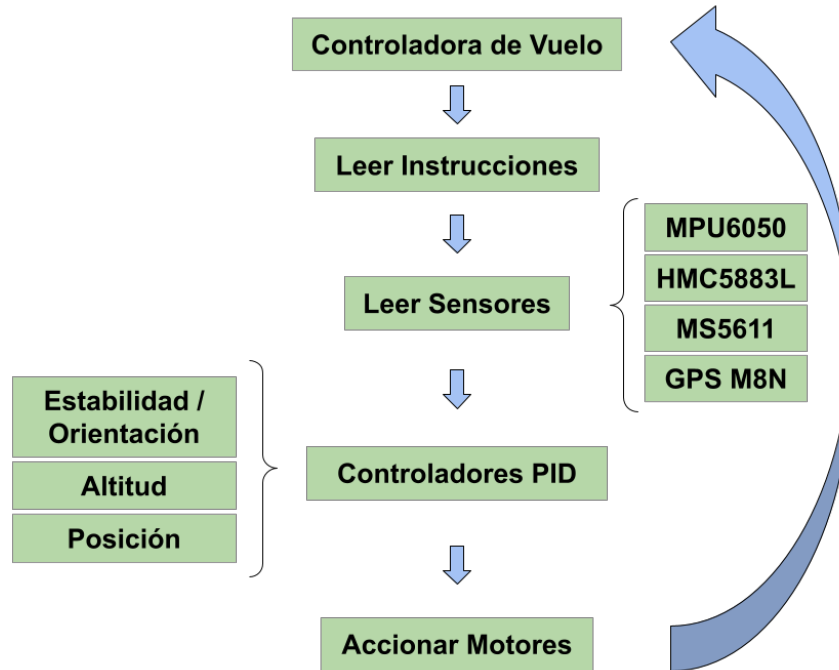 Controladora de Vuelo
Leer Instrucciones
Leer Sensores
MPU6050
HMC5883L
MS5611
GPS M8N
Estabilidad /
Orientación
Altitud
Posición
Controladores PID
Accionar Motores